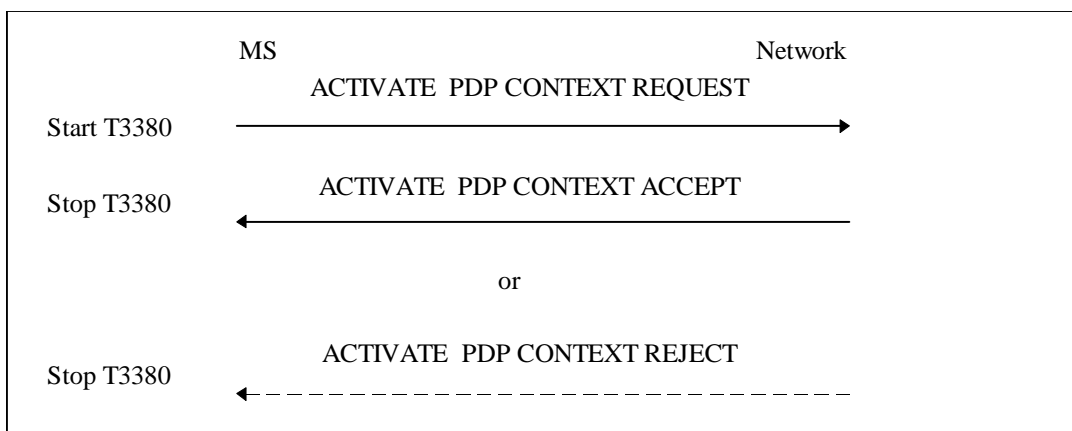 MS Network
ACTIVATE PDP CONTEXT REQUEST
Start T3380
ACTIVATE PDP CONTEXT ACCEPT
Stop T3380
or
ACTIVATE PDP CONTEXT REJECT
Stop T3380